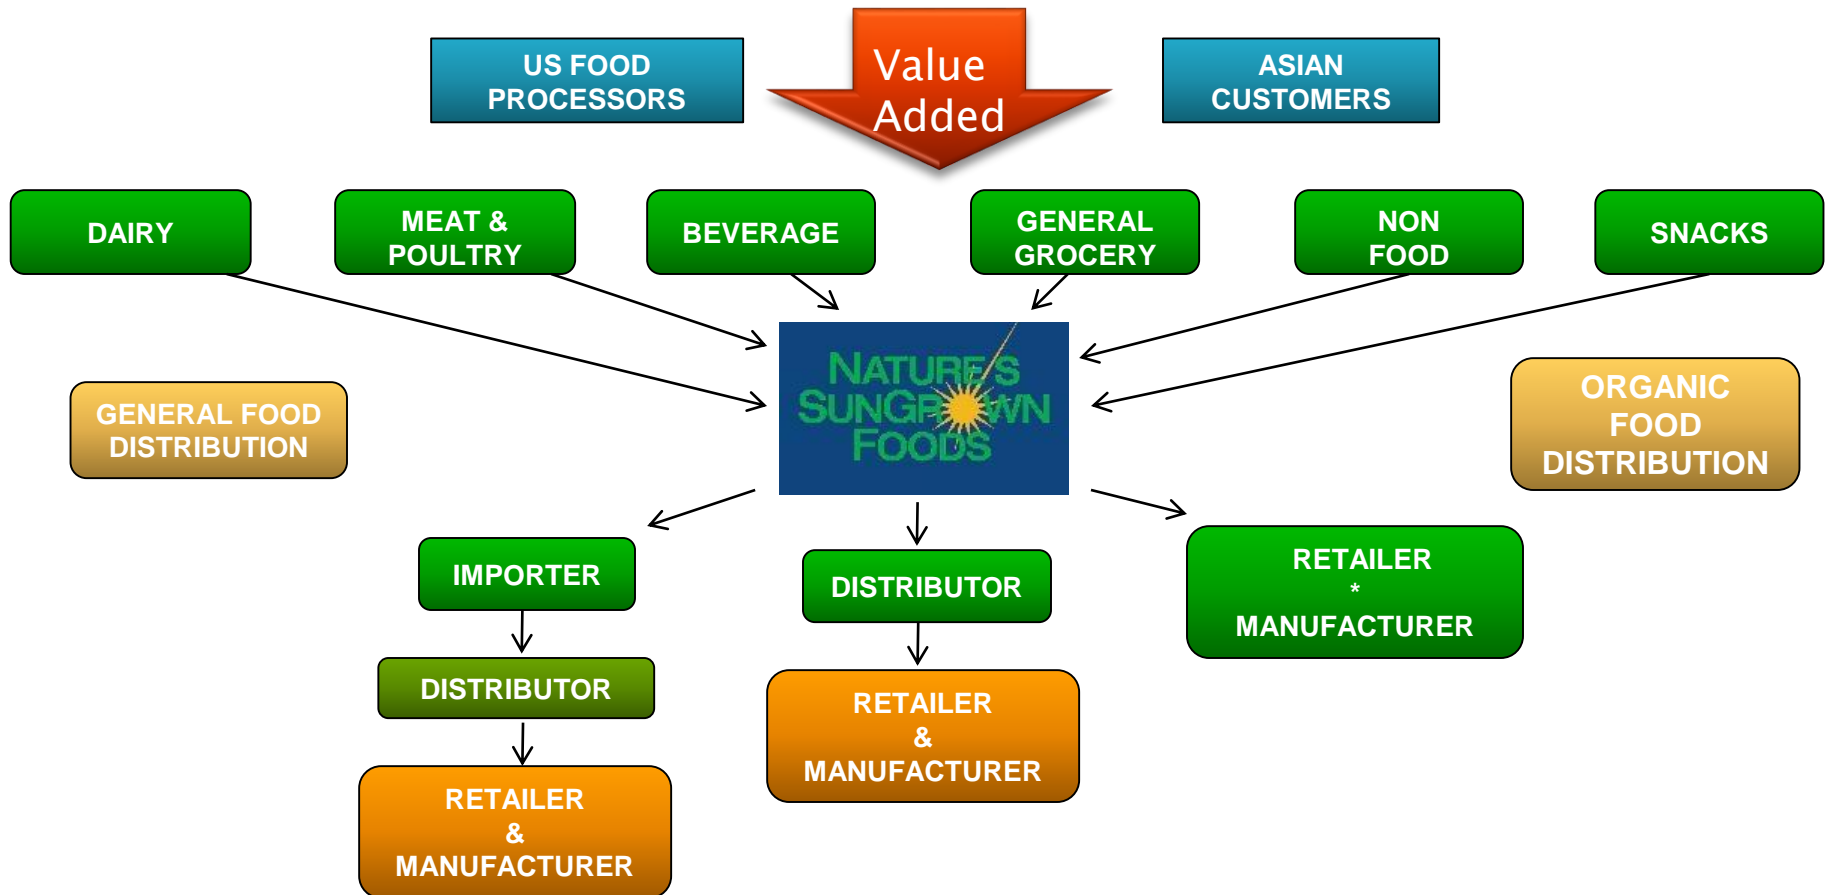 US FOOD
PROCESSORS
Value
Added
ASIAN
CUSTOMERS
DAIRY
MEAT &
POULTRY
BEVERAGE
GENERAL
GROCERY
NON
FOOD
SNACKS
NATURE'S
SUNGROWN
FOODS
GENERAL FOOD
DISTRIBUTION
ORGANIC
FOOD
DISTRIBUTION
IMPORTER
DISTRIBUTOR
RETAILER
*
MANUFACTURER
DISTRIBUTOR
RETAILER
&
MANUFACTURER
RETAILER
&
MANUFACTURER